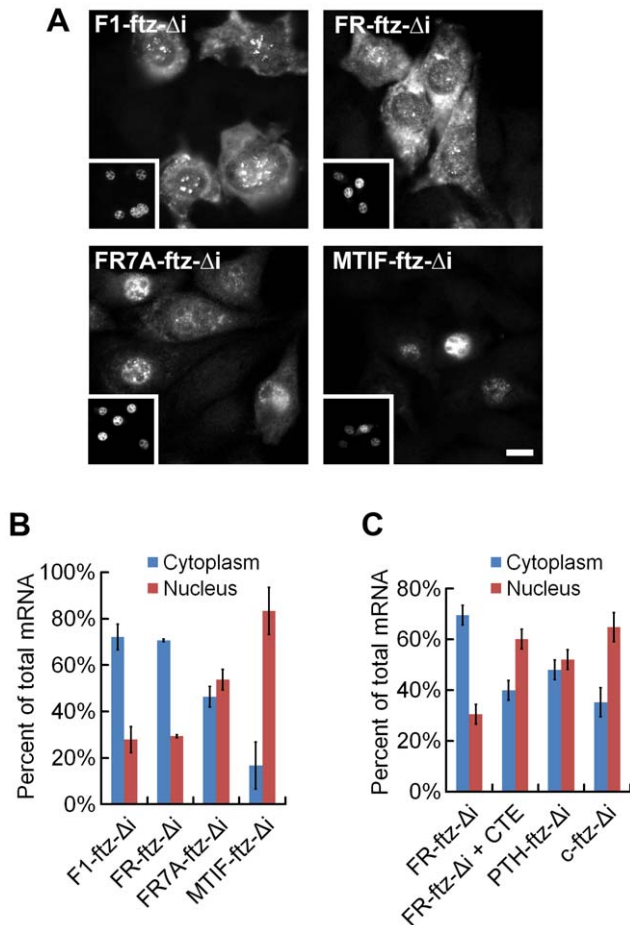 A
F1-ftz-Δi
FR-ftz-Δi
FR7A-ftz-Δi
MTIF-ftz-Δi
B
Cytoplasm
Nucleus
Percent of total mRNA
100%
80%
60%
40%
20%
0%
F1-ftz-Δi
FR-ftz-Δi
FR7A-ftz-Δi
MTIF-ftz-Δi
C
Cytoplasm
Nucleus
Percent of total mRNA
80%
60%
40%
20%
0%
FR-ftz-Δi
FR-ftz-Δi + CTE
PTH-ftz-Δi
c-ftz-Δi